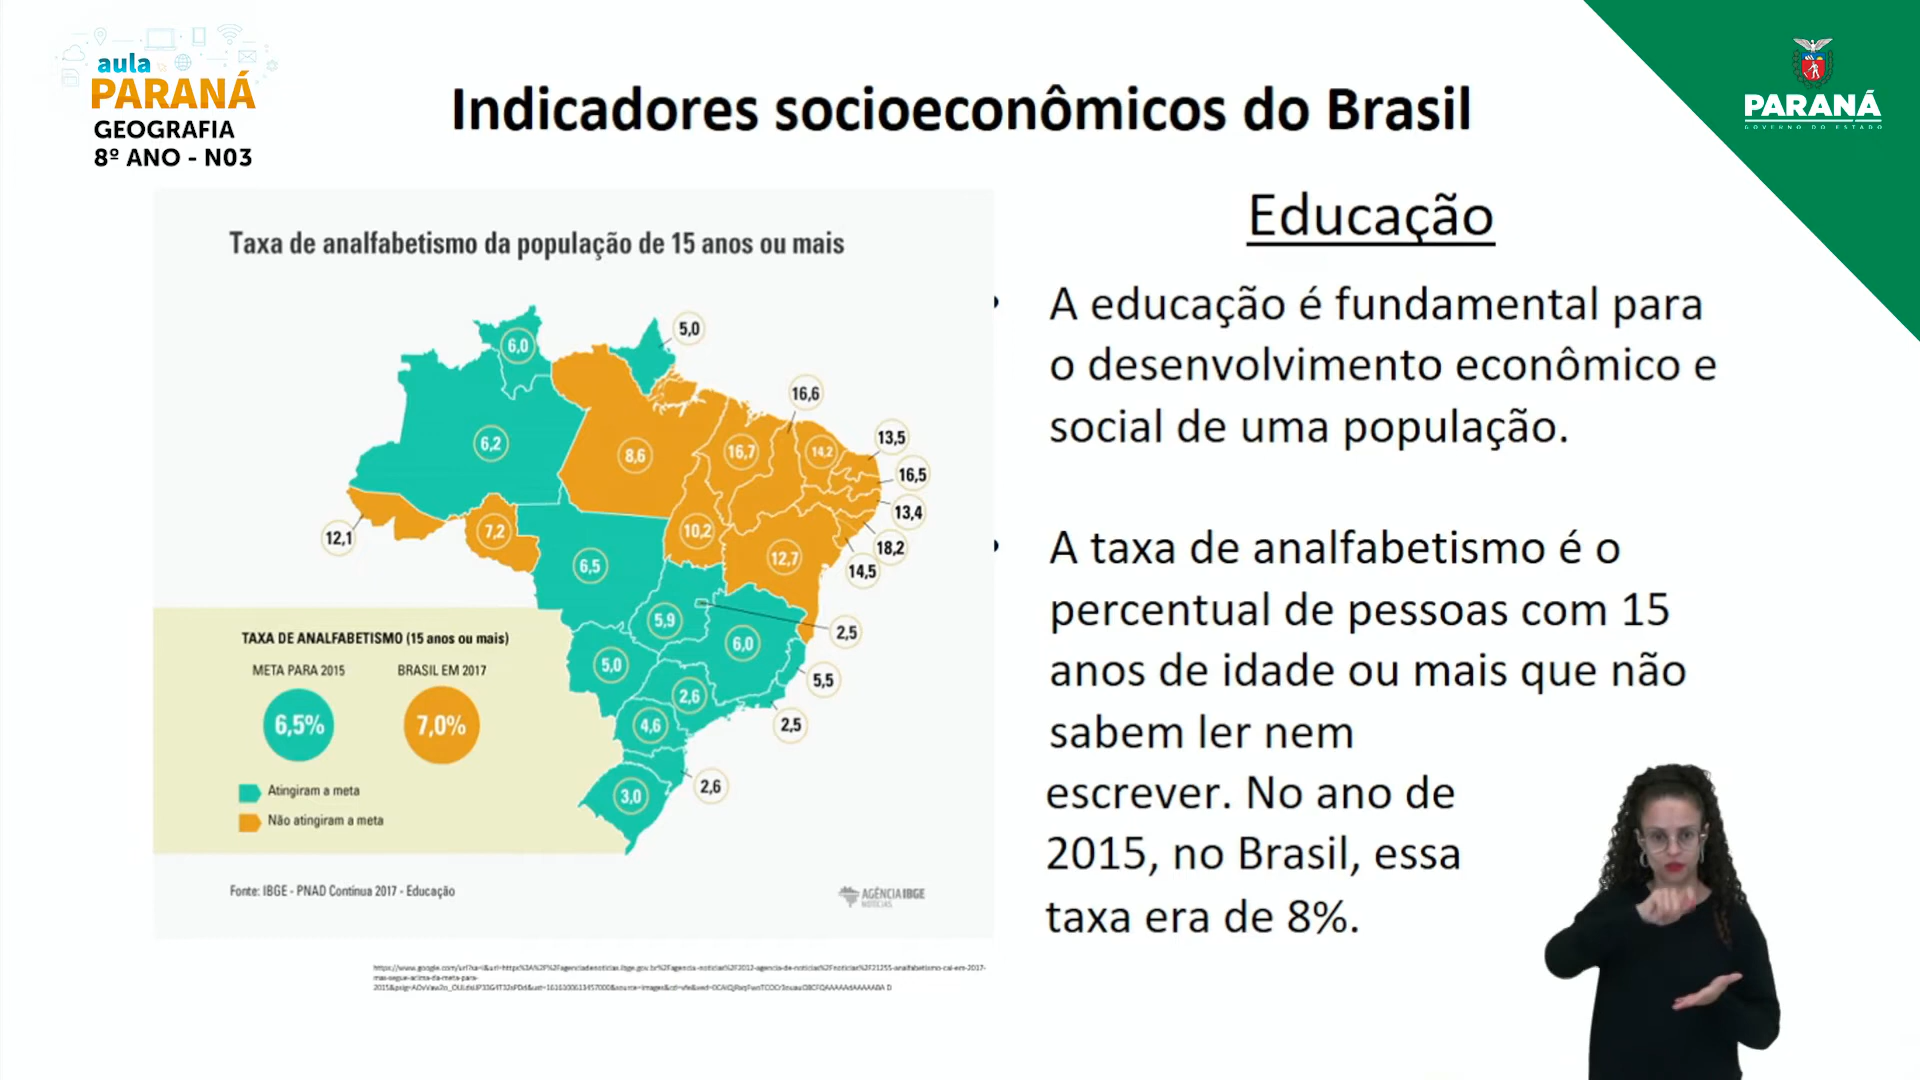 aula
PARANÁ
GEOGRAFIA
8º ANO - N03
Indicadores socioeconômicos do Brasil
PARANÁ
GOVERNO DO ESTADO
Taxa de analfabetismo da população de 15 anos ou mais
6,0
5,0
16,6
6,2
8,6
16,7
14,2
13,5
16,5
13,4
12,1
7,2
10,2
12,7
18,2
14,5
6,5
5,9
6,0
2,5
5,0
5,5
2,6
4,6
2,5
3,0
2,6
TAXA DE ANALFABETISMO (15 anos ou mais)
META PARA 2015 BRASIL EM 2017
6,5% 7,0%
Atingiram a meta
Não atingiram a meta
Fonte: IBGE - PNAD Contínua 2017 - Educação
AGÊNCIA IBGE
NOTÍCIAS
Educação
• A educação é fundamental para
o desenvolvimento econômico e
social de uma população.
• A taxa de analfabetismo é o
percentual de pessoas com 15
anos de idade ou mais que não
sabem ler nem
escrever. No ano de
2015, no Brasil, essa
taxa era de 8%.